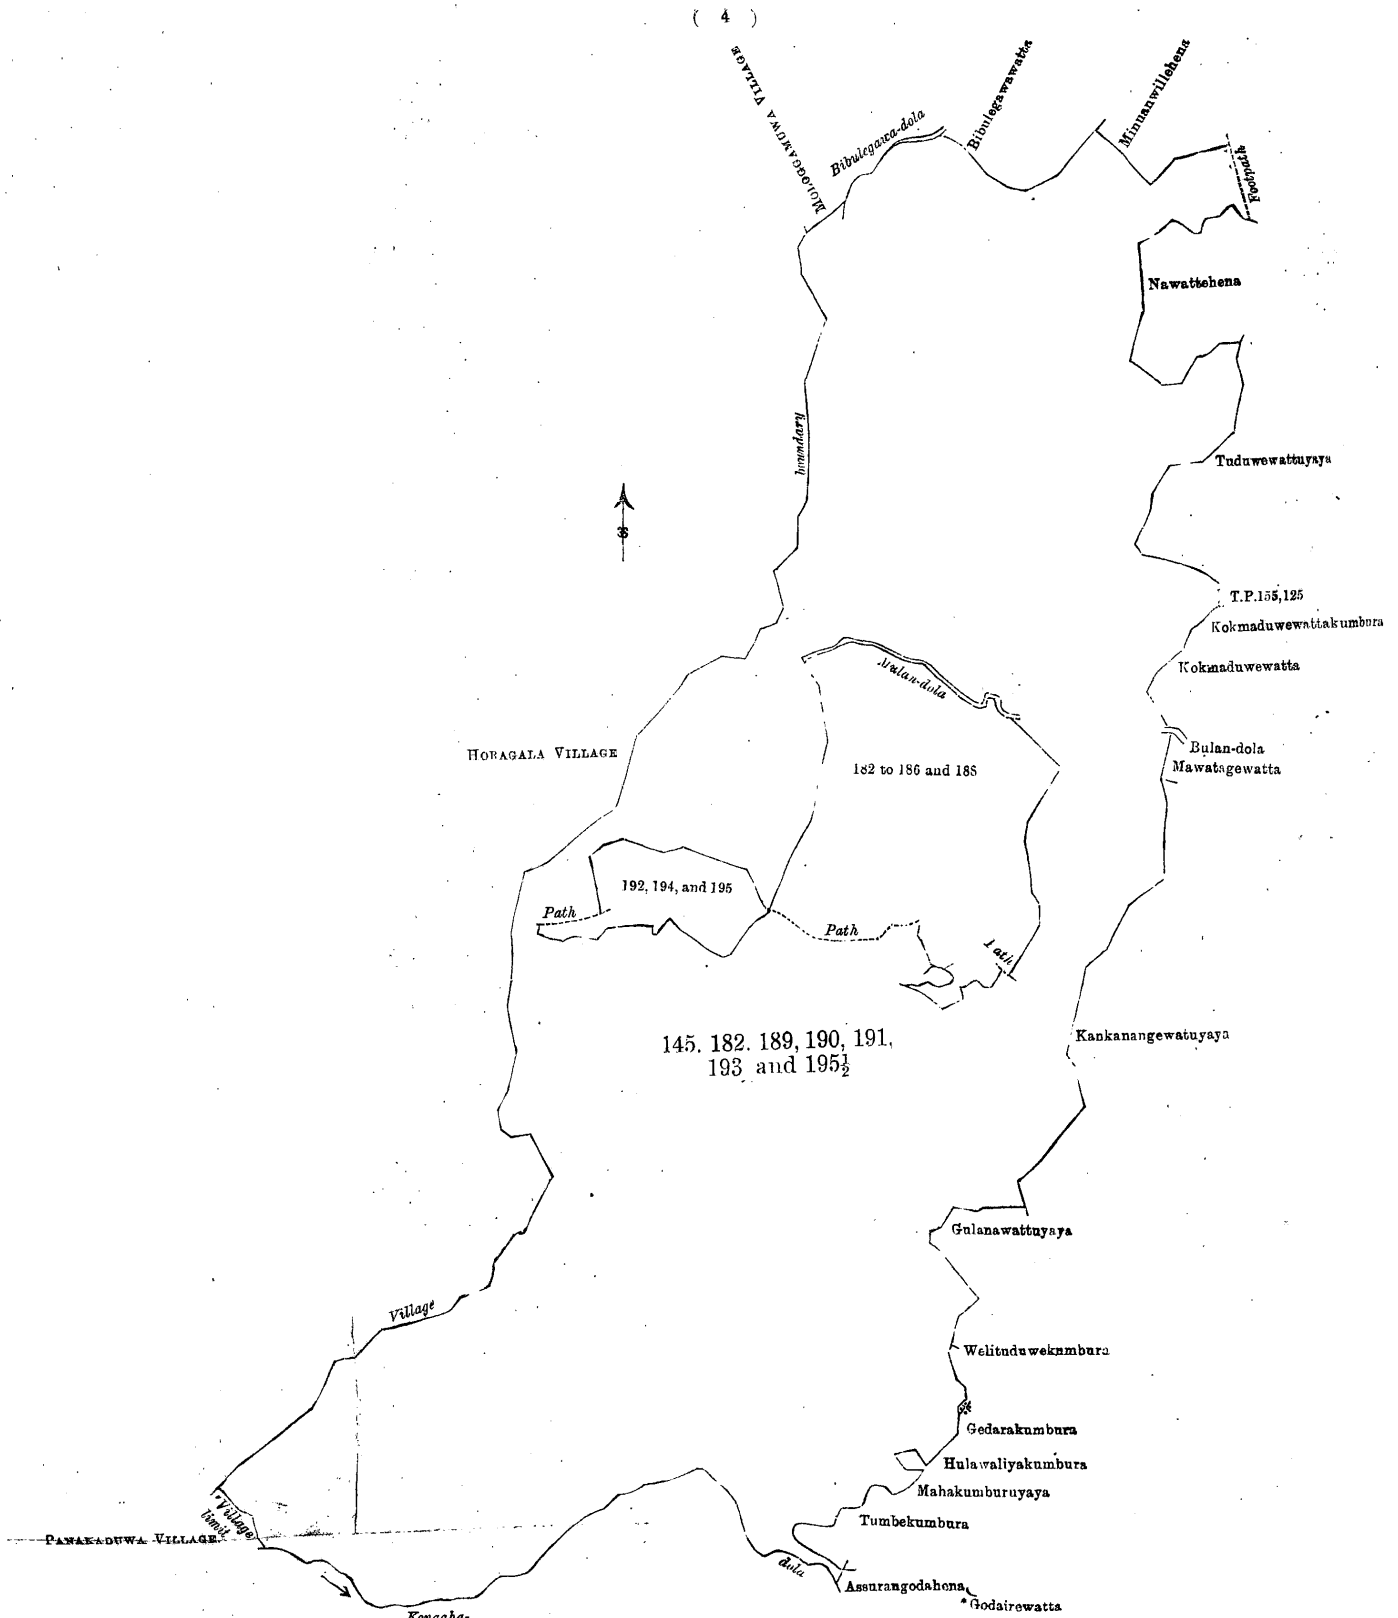 ( 4 )
MOLOGGAMUWA VILLAGE
Bibulegawa-dola
Bibulegawawatta
Minuanwillehena
Footpath
Nawattehena
boundary
Tuduwewattuyaya
T.P.155,125
Kokmaduwewattakumbura
Kokmaduwewatta
Mulan-dola
HORAGALA VILLAGE
182 to 186 and 188
Bulan-dola
Mawatagewatta
192, 194, and 195
Path
Path
Path
145. 182. 189, 190, 191,
193 and 195½
Kankanangewatuyaya
Gulanawattuyaya
Village
Welituduwekumbura
Gedarakumbura
Hulawaliyakumbura
Mahakumburuyaya
Village
limit
Tumbekumbura
PANAKADUWA VILLAGE
dola
Assurangodahena
Godairewatta